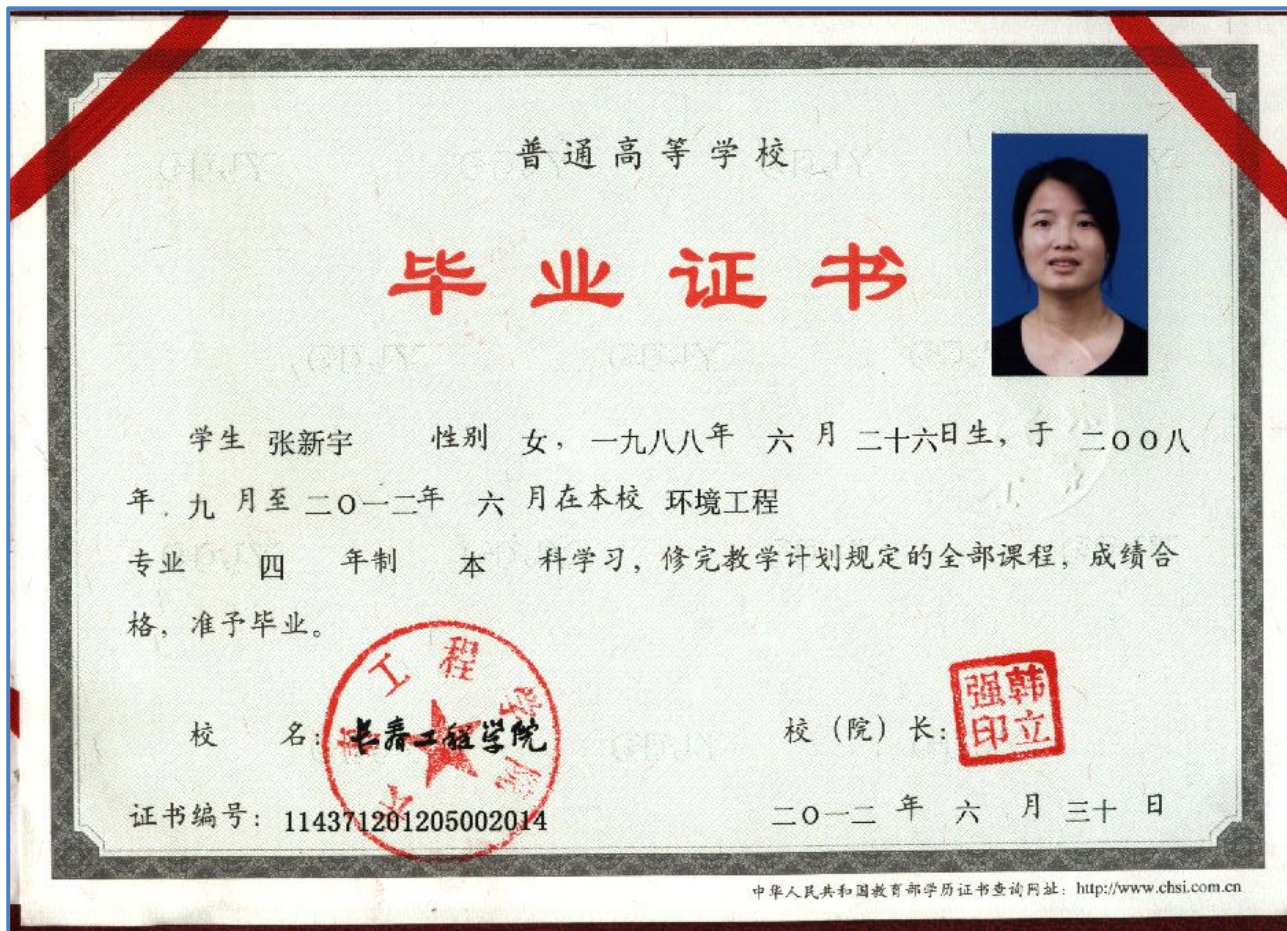 普通高等学校
毕业证书
学生 张新宇 性别 女，一九八八年 六 月 二十六日生，于 二〇〇八
年 九 月至 二〇一二年 六 月在本校 环境工程
专业 四 年制 本 科学习，修完教学计划规定的全部课程，成绩合
格，准予毕业。
校 名：长春工程学院
长春工程学院
校（院）长：
韩立强印
证书编号：114371201205002014
二〇一二 年 六 月 三十 日
中华人民共和国教育部学历证书查询网址：http://www.chsi.com.cn